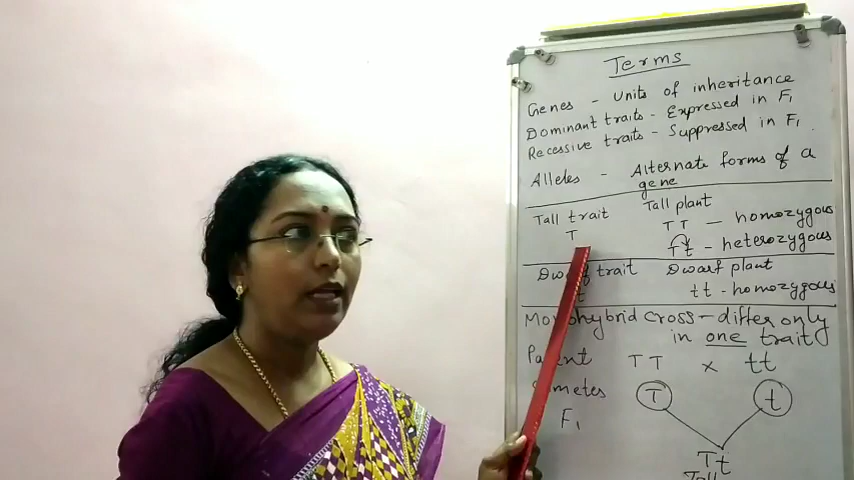 Terms
Genes - Units of inheritance
Dominant traits - Expressed in F1
Recessive traits - Suppressed in F1
Alleles - Alternate forms of a
gene
Tall trait Tall plant
T TT - homozygous
Tt - heterozygous
trait Dwarf plant
tt - homozygous
cross - differ only
in one trait
TT x tt
T t
F1
Tt
Tall